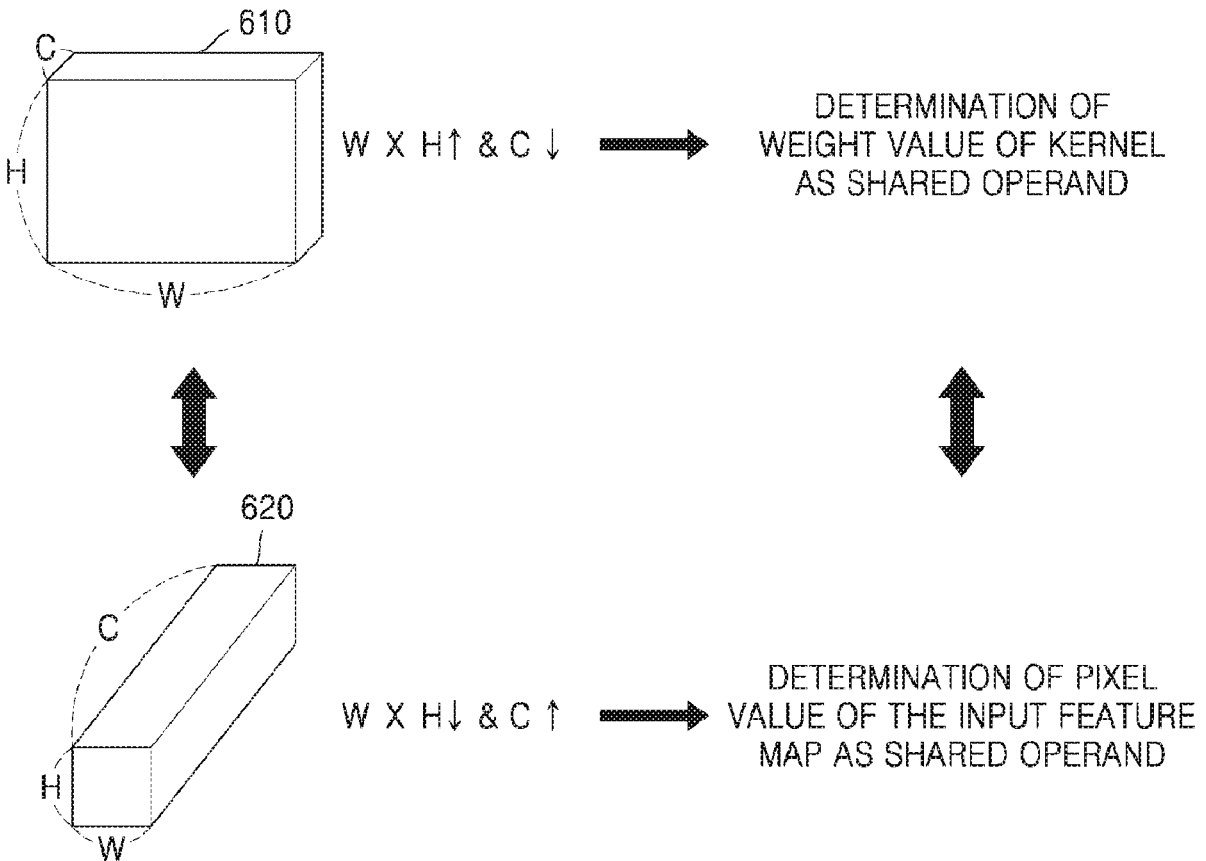 610
C
H
W
W X H↑ & C ↓
DETERMINATION OF
WEIGHT VALUE OF KERNEL
AS SHARED OPERAND
620
C
H
W
W X H↓ & C ↑
DETERMINATION OF PIXEL
VALUE OF THE INPUT FEATURE
MAP AS SHARED OPERAND